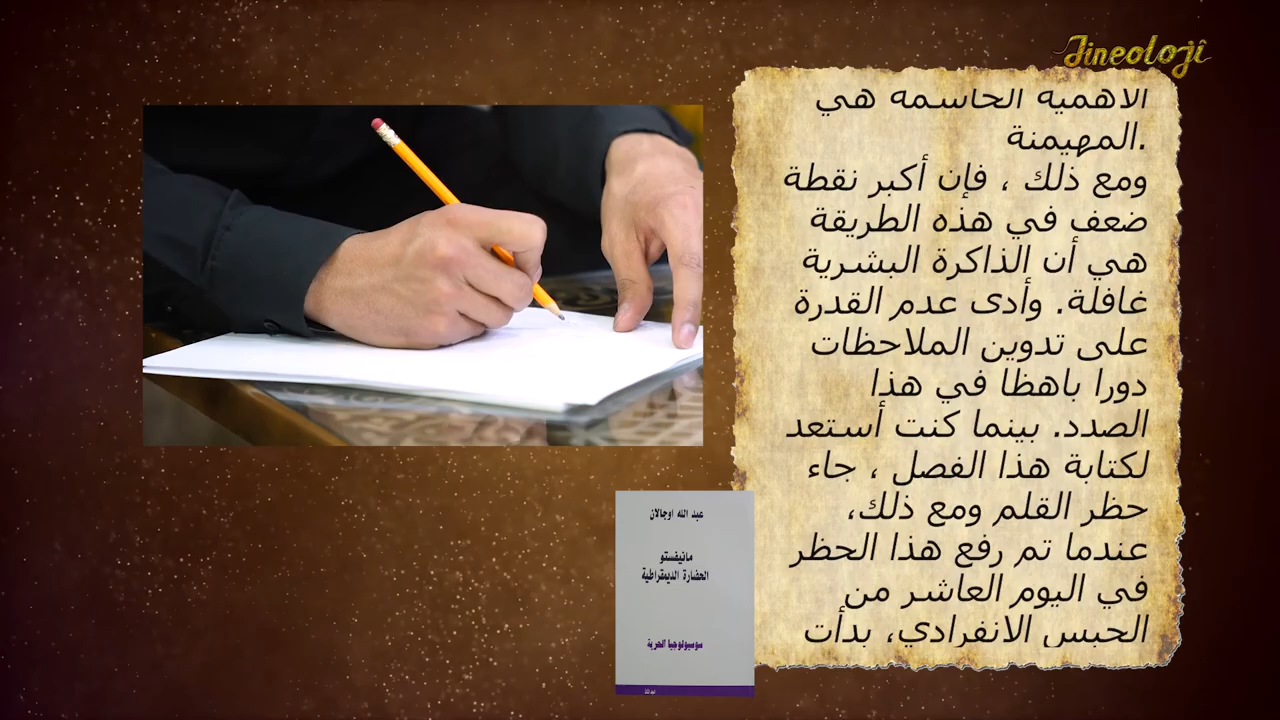 Jineolojî
الأهمية الحاسمة هي
المهيمنة.
ومع ذلك ، فإن أكبر نقطة
ضعف في هذه الطريقة
هي أن الذاكرة البشرية
غافلة. وأدى عدم القدرة
على تدوين الملاحظات
دورا باهظا في هذا
الصدد. بينما كنت أستعد
لكتابة هذا الفصل ، جاء
حظر القلم ومع ذلك،
عندما تم رفع هذا الحظر
في اليوم العاشر من
الحبس الانفرادي، بدأت
عبد الله اوجالان
مانيفستو
الحضارة الديمقراطية
سوسيولوجيا الحرية